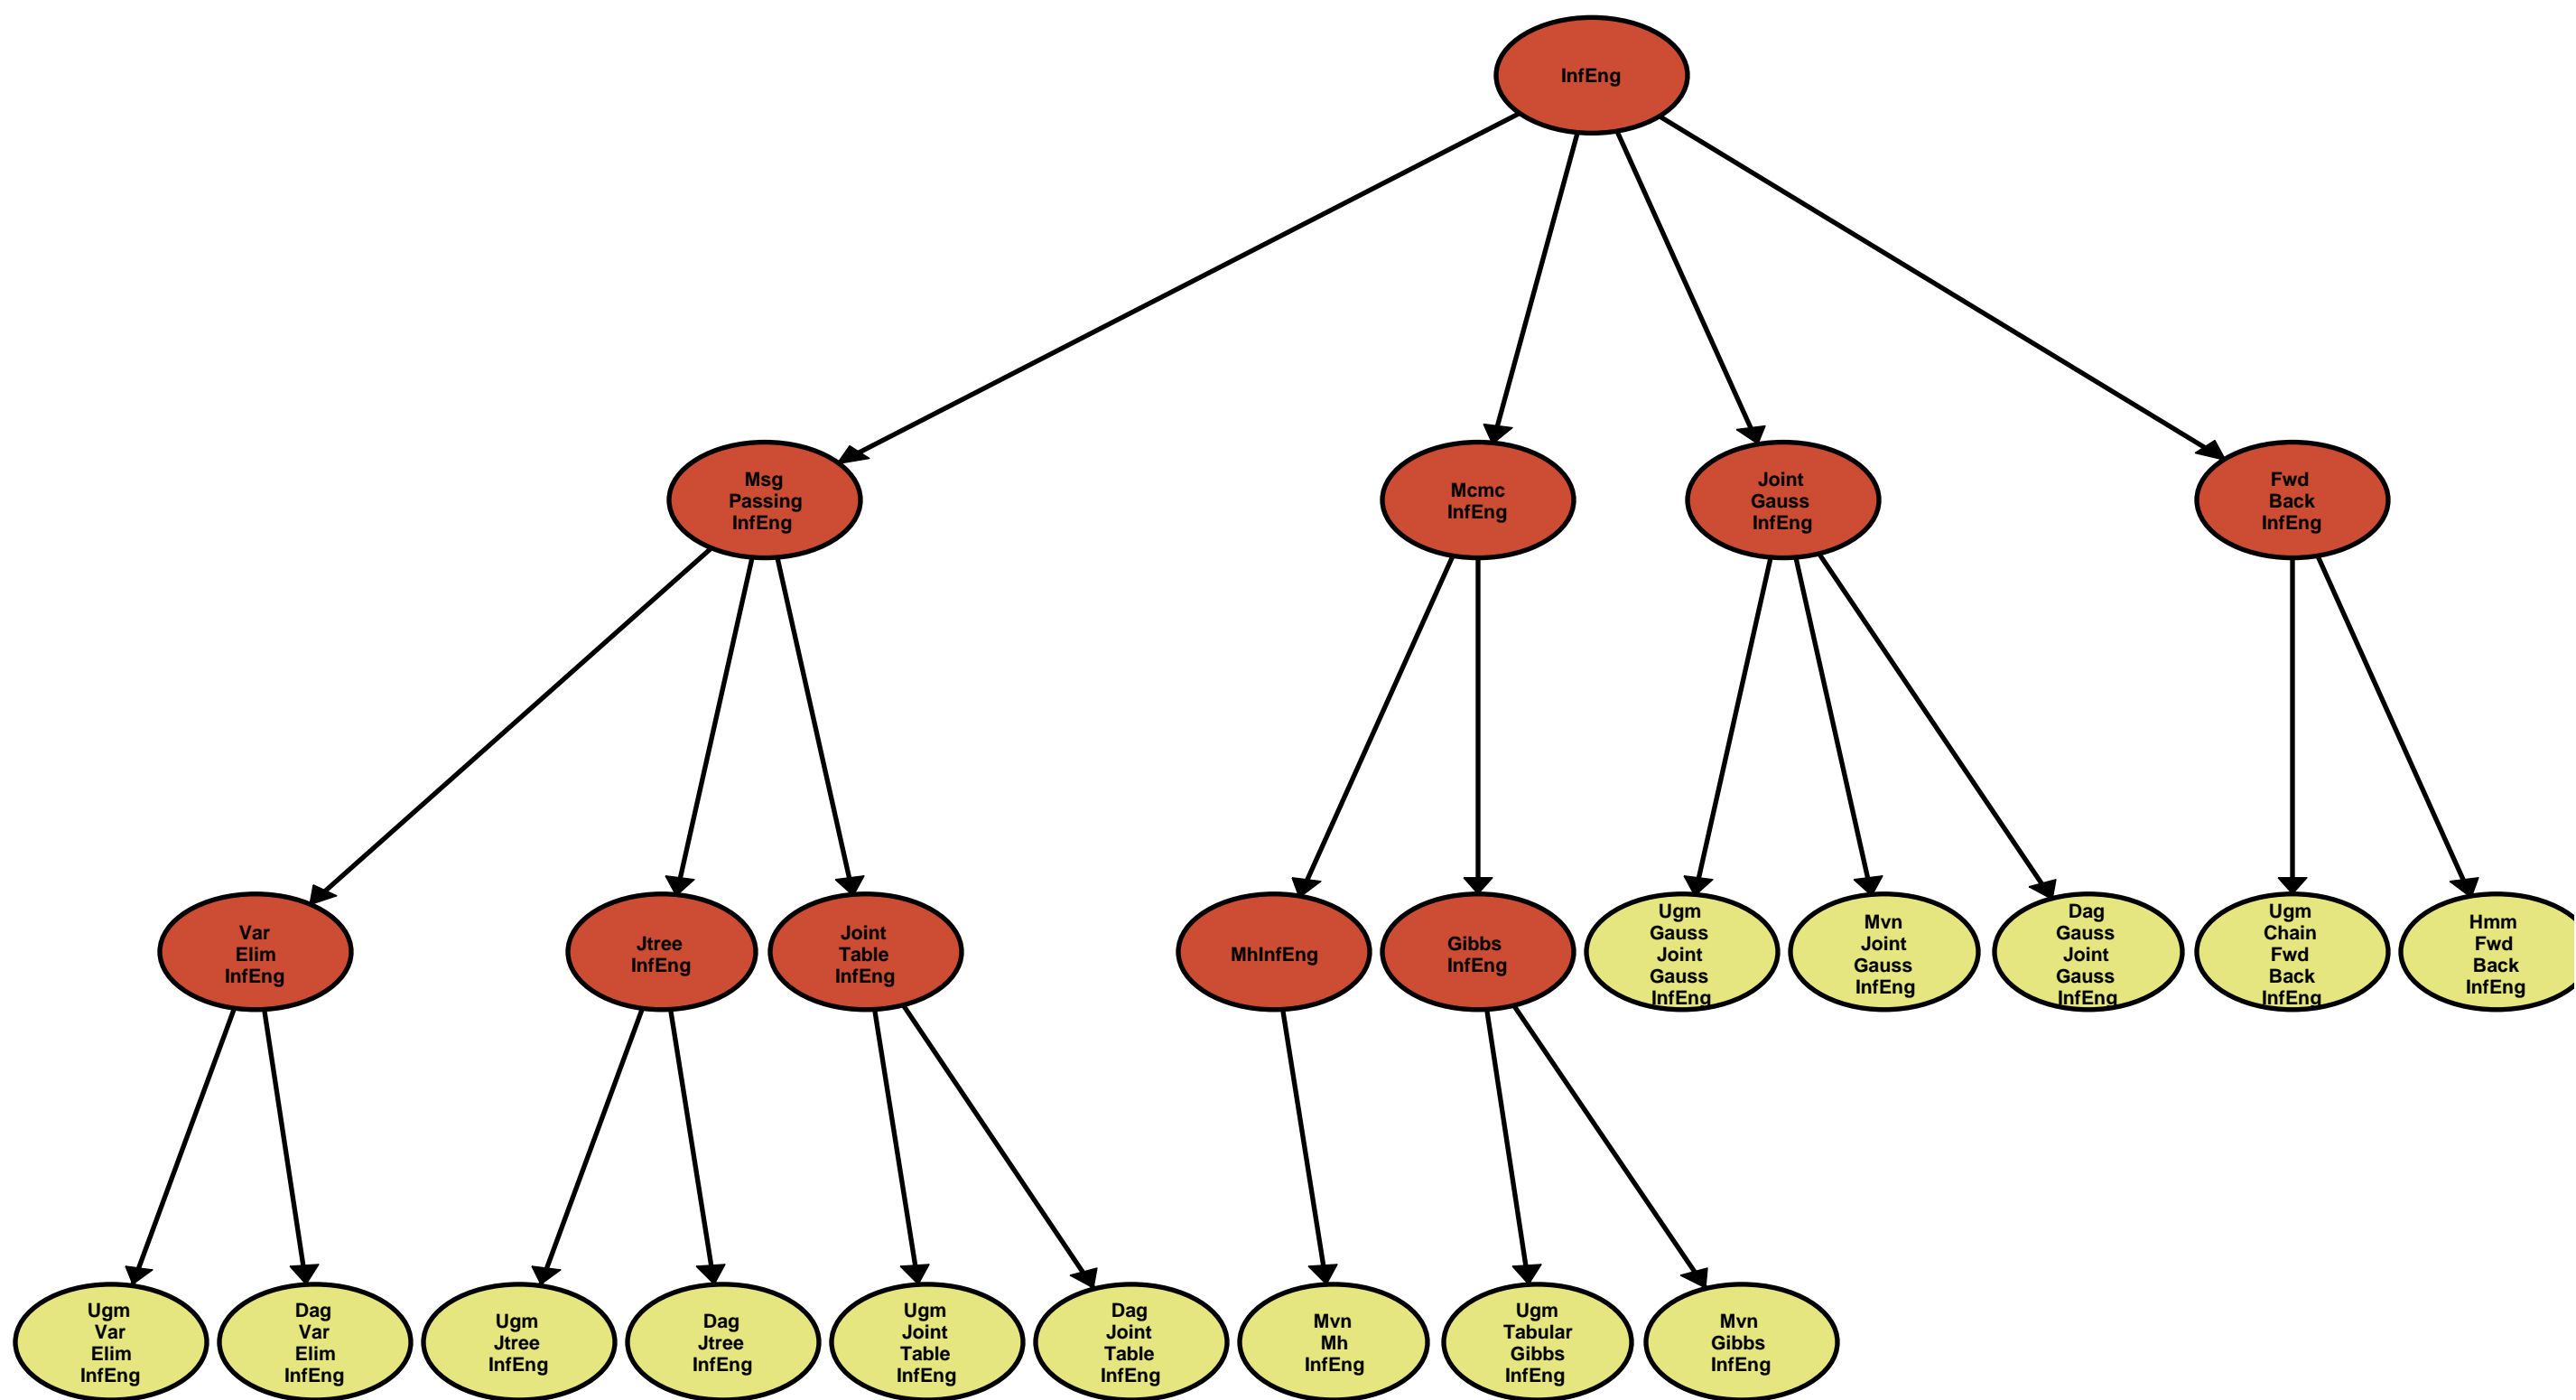 InfEng
Msg
Passing
InfEng
Mcmc
InfEng
Joint
Gauss
InfEng
Fwd
Back
InfEng
Var
Elim
InfEng
Jtree
InfEng
Joint
Table
InfEng
MhInfEng
Gibbs
InfEng
Ugm
Gauss
Joint
Gauss
InfEng
Mvn
Joint
Gauss
InfEng
Dag
Gauss
Joint
Gauss
InfEng
Ugm
Chain
Fwd
Back
InfEng
Hmm
Fwd
Back
InfEng
Ugm
Var
Elim
InfEng
Dag
Var
Elim
InfEng
Ugm
Jtree
InfEng
Dag
Jtree
InfEng
Ugm
Joint
Table
InfEng
Dag
Joint
Table
InfEng
Mvn
Mh
InfEng
Ugm
Tabular
Gibbs
InfEng
Mvn
Gibbs
InfEng